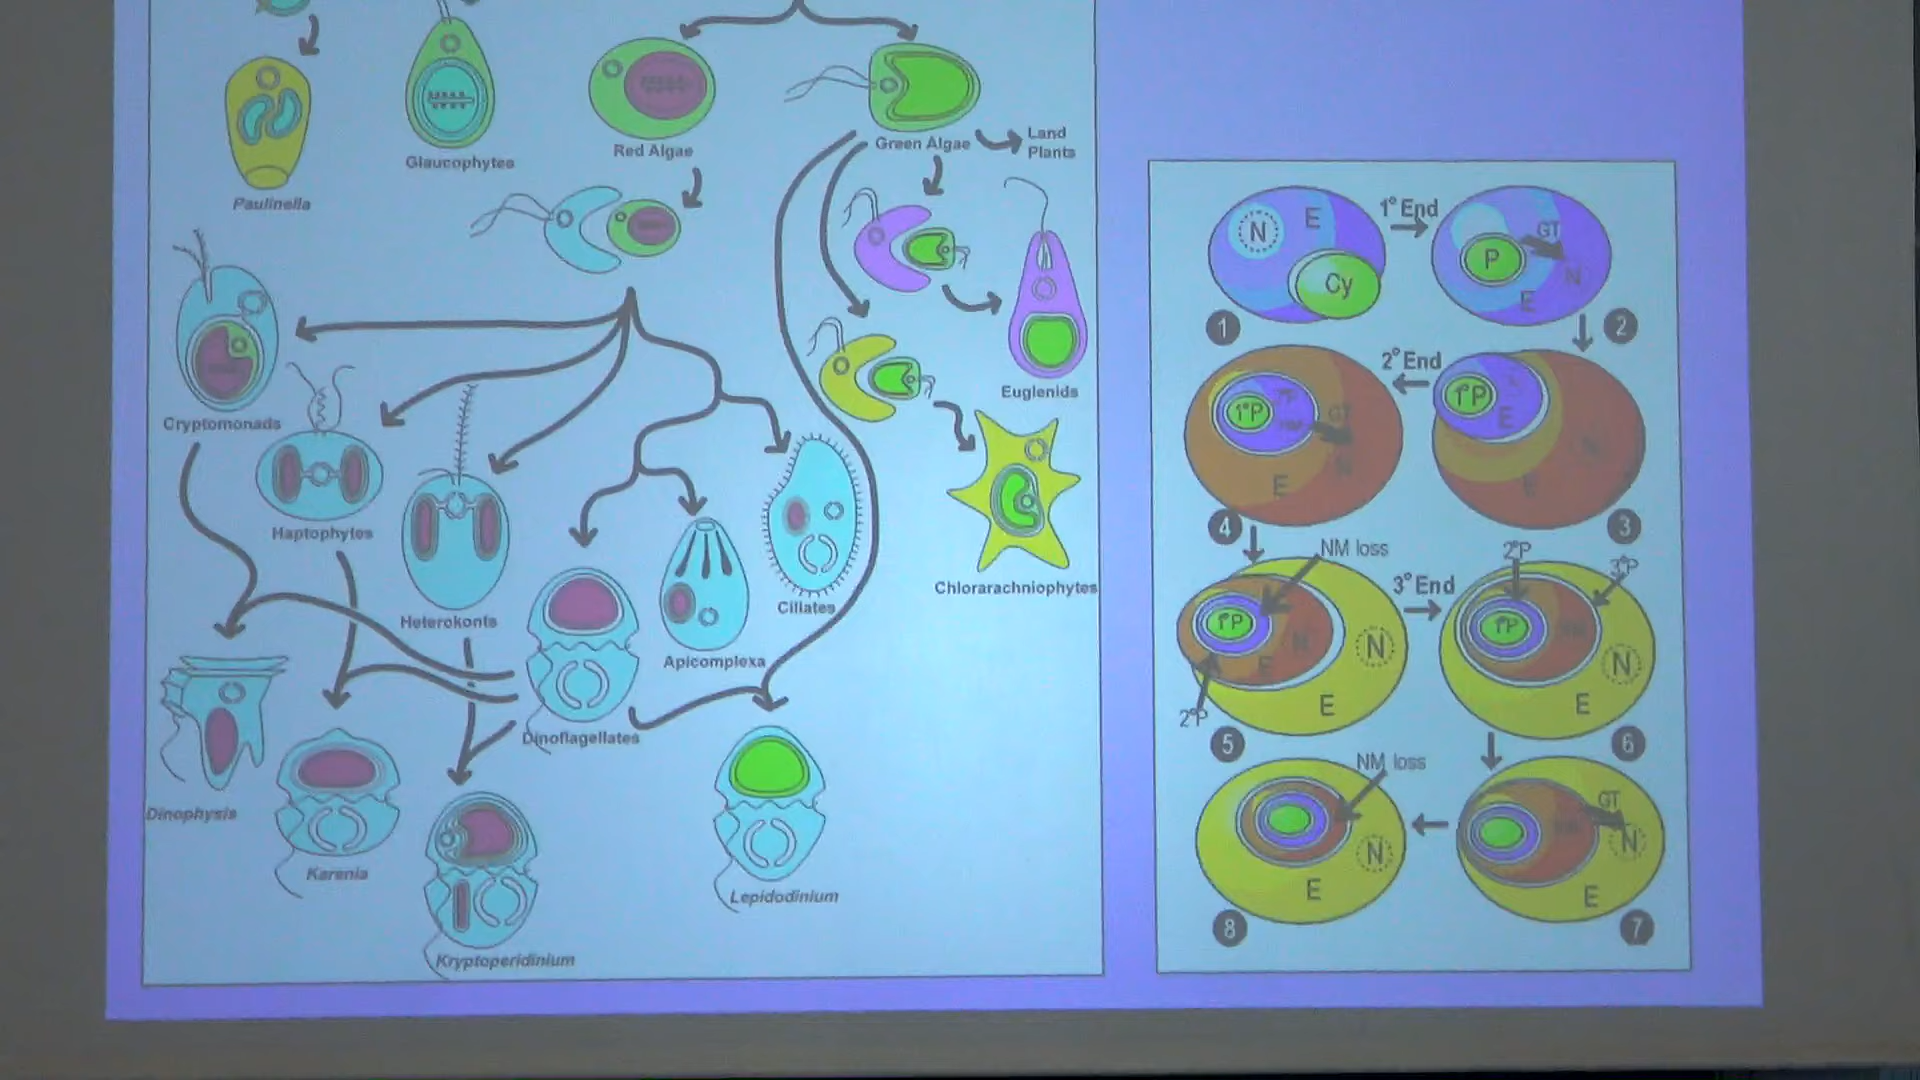 Glaucophytes
Red Algae
Green Algae
Land
Plants
Paulinella
Cryptomonads
Euglenids
Haptophytes
Heterokonts
Ciliates
Chlorarachniophytes
Apicomplexa
Dinoflagellates
Dinophysis
Karenia
Lepidodinium
Kryptoperidinium
N E Cy
1
1° End
P GT N E
2
1°P E N E
3
2° End
1°P GT N E
4
NM loss
1°P N E N E
2°P
5
3° End
2°P 3°P
1°P N E
6
GT N E
7
NM loss
N E
8